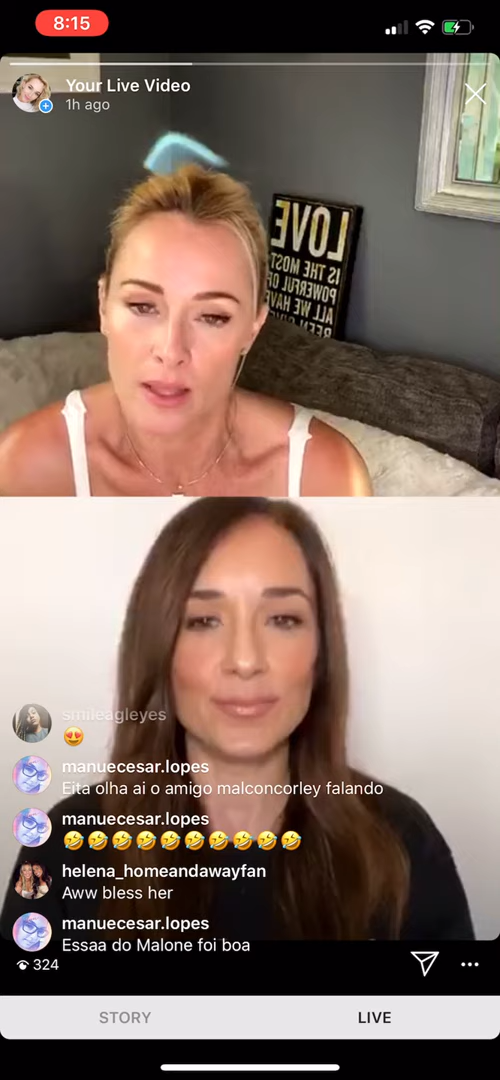 8:15
Your Live Video
1h ago
LOVE
IS THE MOST
POWERFUL OF
ALL WE HAVE
BEEN
smileagleyes
😍
manuecesar.lopes
Eita olha ai o amigo malconcorley falando
manuecesar.lopes
🤣🤣🤣🤣🤣🤣🤣🤣🤣🤣
helena_homeandawayfan
Aww bless her
manuecesar.lopes
Essaa do Malone foi boa
324
STORY
LIVE